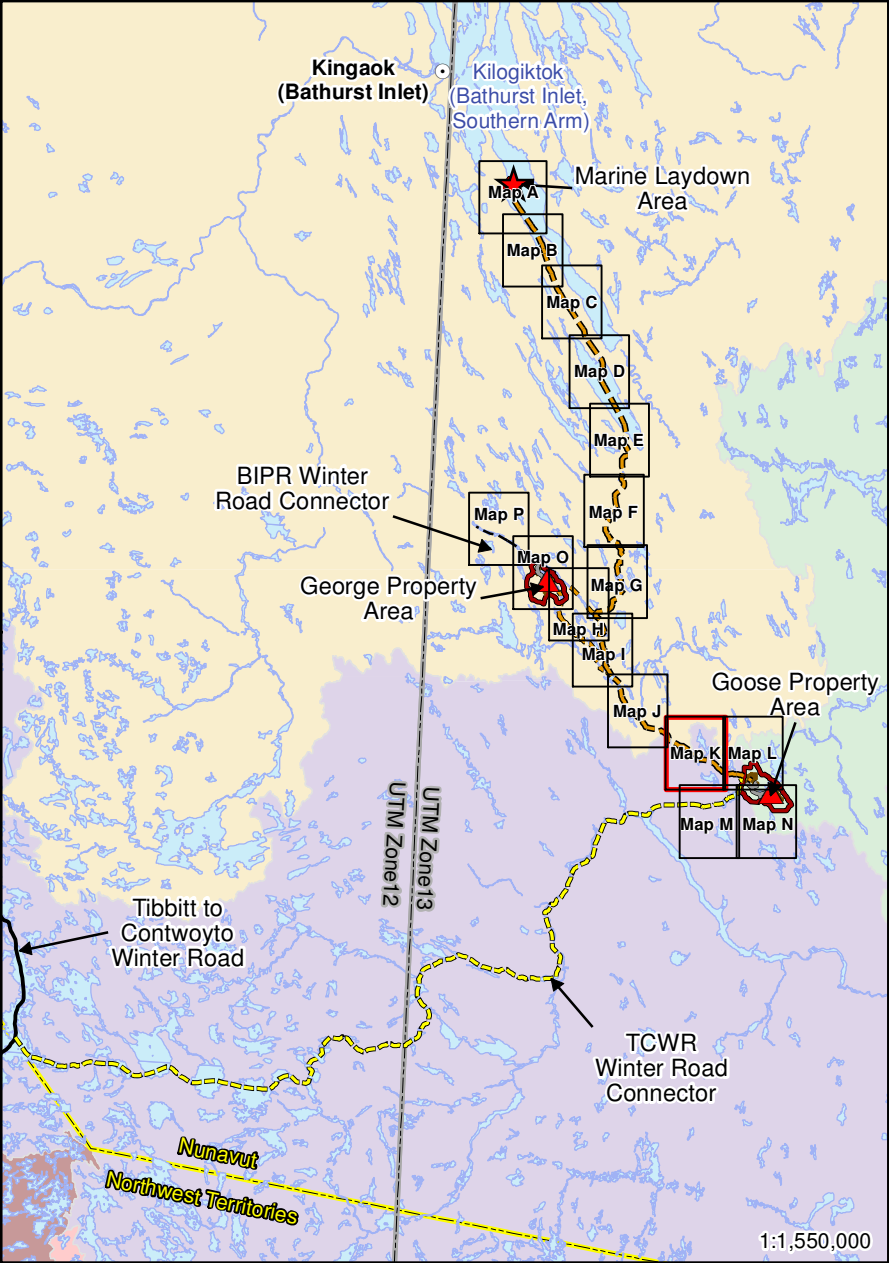 Kingaok
(Bathurst Inlet)
Kilogiktok
(Bathurst Inlet,
Southern Arm)
Marine Laydown
Area
Map A
Map B
Map C
Map D
Map E
BIPR Winter
Road Connector
Map P
Map F
Map O
George Property
Area
Map G
Map H
Map I
Goose Property
Area
Map J
Map K
Map L
Map M
Map N
UTM Zone12
UTM Zone13
Tibbitt to
Contwoyto
Winter Road
TCWR
Winter Road
Connector
Nunavut
Northwest Territories
1:1,550,000